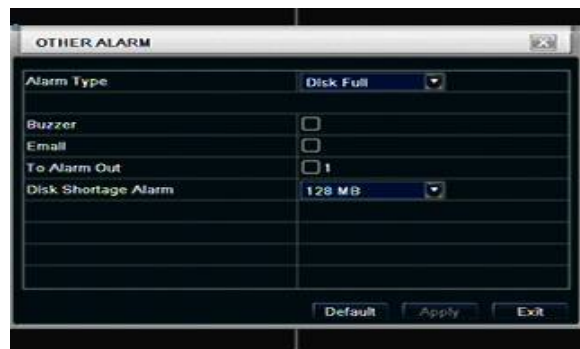 OTHER ALARM
Alarm Type Disk Full
Buzzer
Email
To Alarm Out 1
Disk Shortage Alarm 128 MB
Default Apply Exit